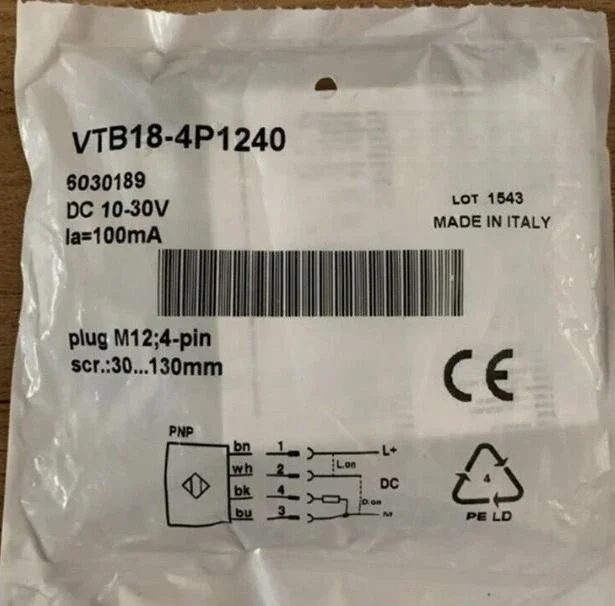 VTB18-4P1240
6030189
DC 10-30V
Ia=100mA
LOT 1543
MADE IN ITALY
plug M12;4-pin
scr.:30...130mm
CE
PNP
bn 1 L+
wh 2 L.on
bk 4 D.on DC
bu 3 M
4
PE LD